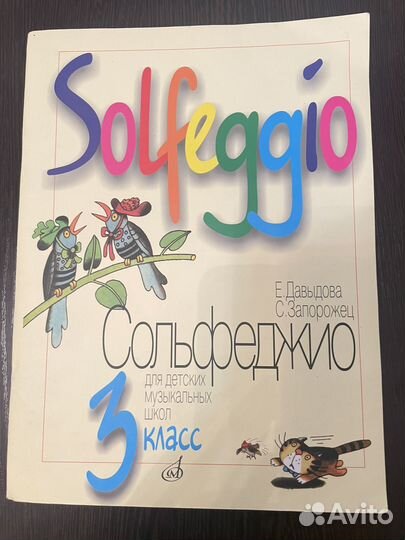 Solfeggio
Е. Давыдова
С. Запорожец
Сольфеджио
для детских
музыкальных
школ
3 класс
Avito